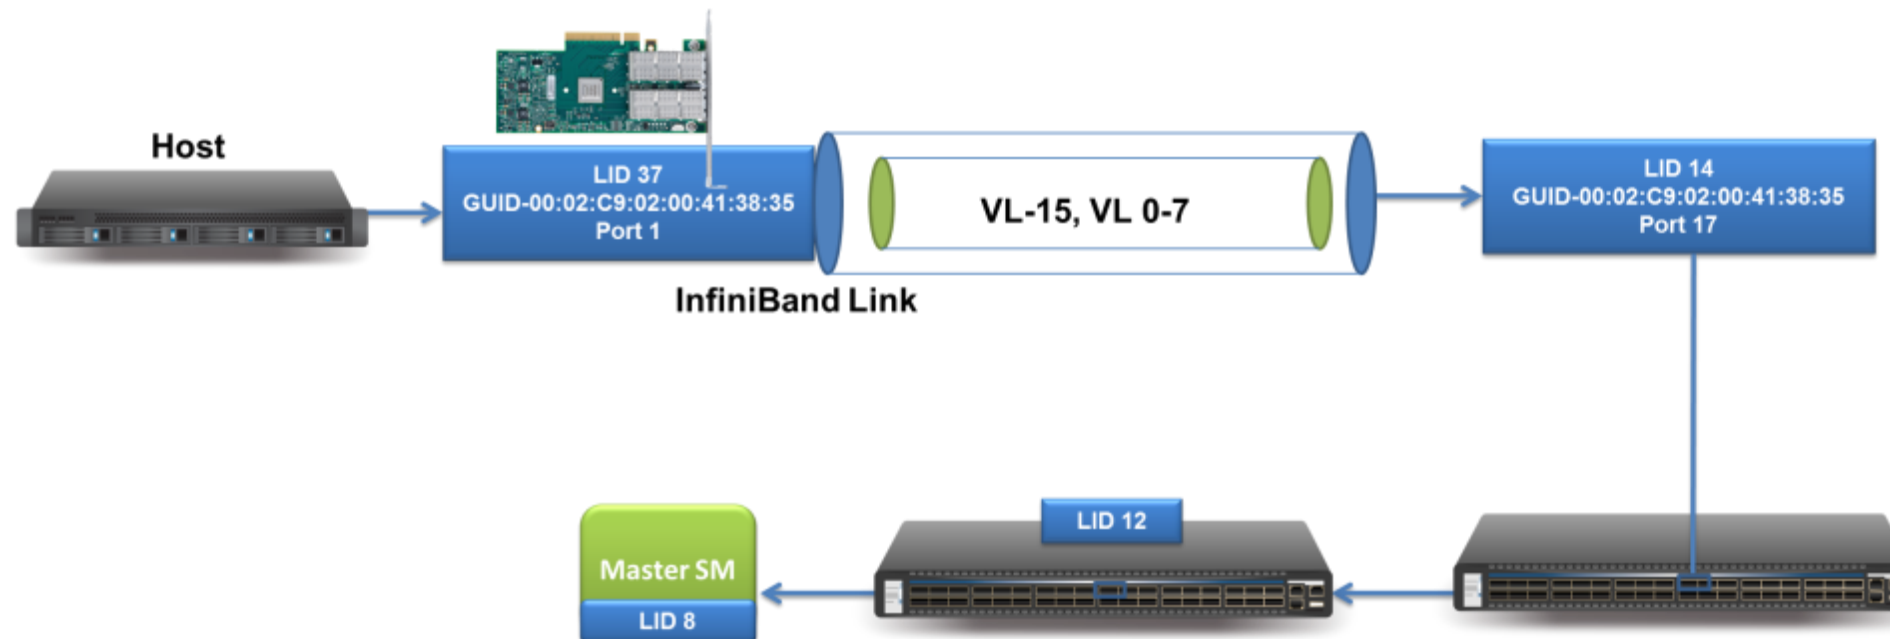 Host
LID 37
GUID-00:02:C9:02:00:41:38:35
Port 1
VL-15, VL 0-7
InfiniBand Link
LID 14
GUID-00:02:C9:02:00:41:38:35
Port 17
LID 12
Master SM
LID 8